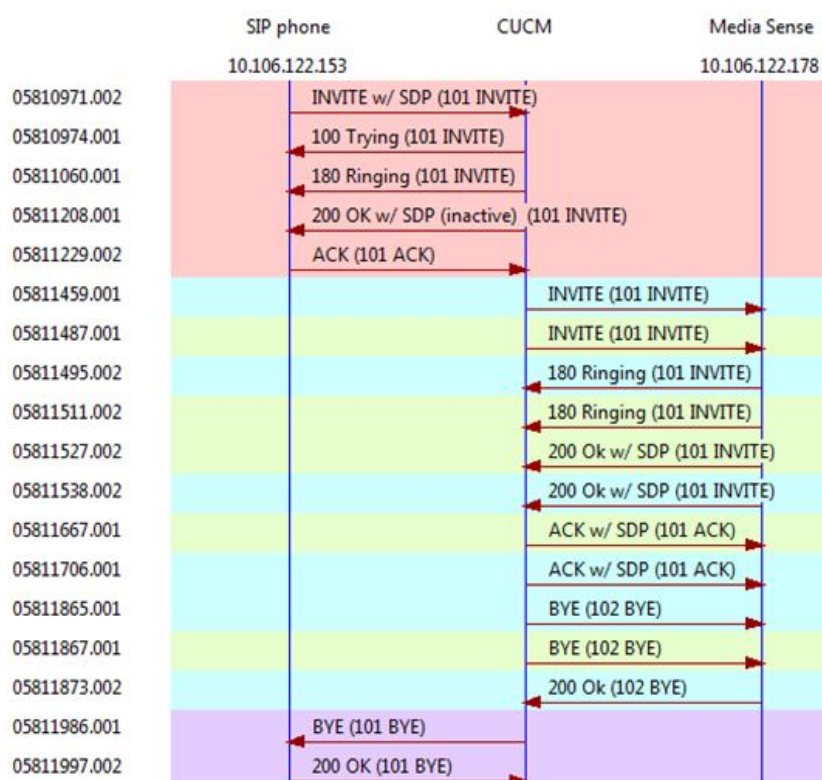 SIP phone CUCM Media Sense
10.106.122.153 10.106.122.178
05810971.002 INVITE w/ SDP (101 INVITE)
05810974.001 100 Trying (101 INVITE)
05811060.001 180 Ringing (101 INVITE)
05811208.001 200 OK w/ SDP (inactive) (101 INVITE)
05811229.002 ACK (101 ACK)
05811459.001 INVITE (101 INVITE)
05811487.001 INVITE (101 INVITE)
05811495.002 180 Ringing (101 INVITE)
05811511.002 180 Ringing (101 INVITE)
05811527.002 200 Ok w/ SDP (101 INVITE)
05811538.002 200 Ok w/ SDP (101 INVITE)
05811667.001 ACK w/ SDP (101 ACK)
05811706.001 ACK w/ SDP (101 ACK)
05811865.001 BYE (102 BYE)
05811867.001 BYE (102 BYE)
05811873.002 200 Ok (102 BYE)
05811986.001 BYE (101 BYE)
05811997.002 200 OK (101 BYE)